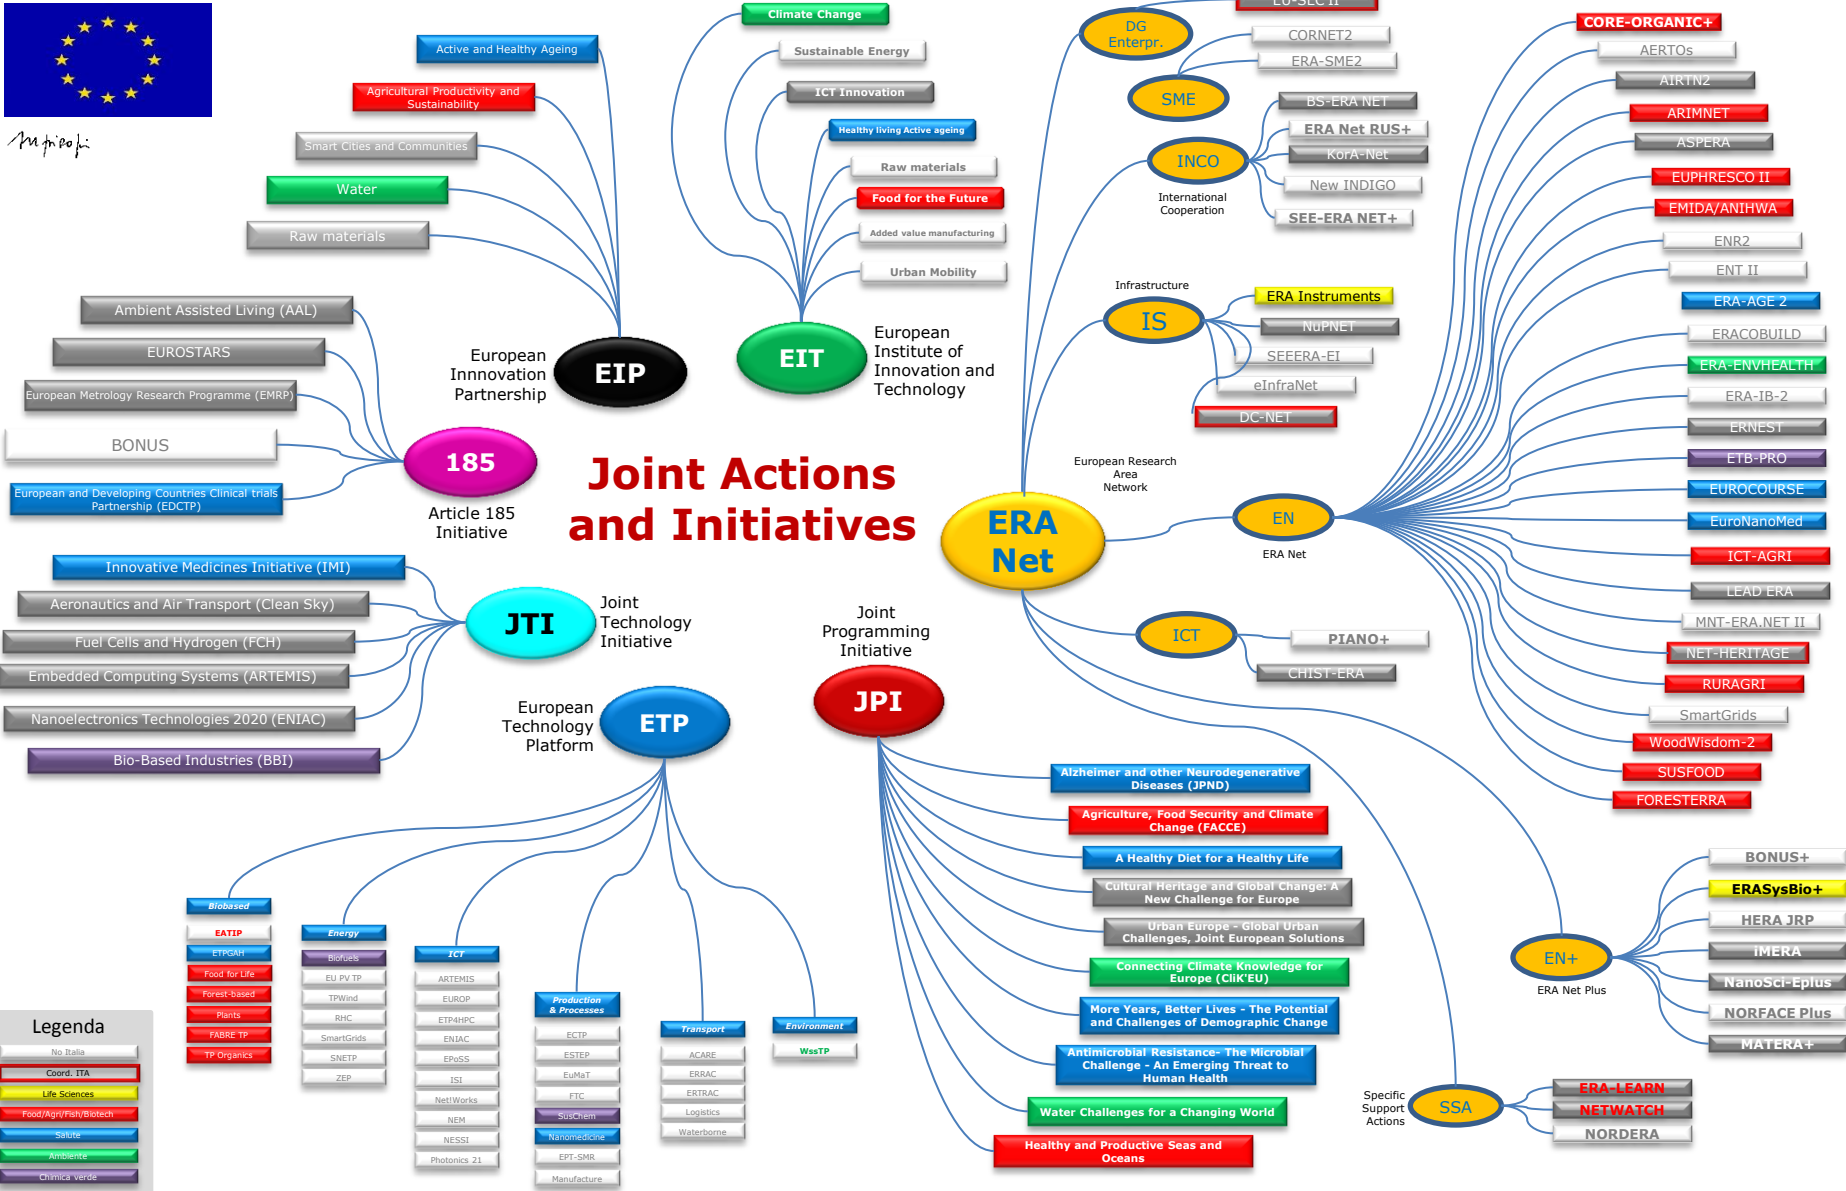 Climate Change
Sustainable Energy
ICT Innovation
Healthy living Active ageing
Raw materials
Food for the Future
Added value manufacturing
Urban Mobility
EIT
European
Institute of
Innovation and
Technology
Active and Healthy Ageing
Agricultural Productivity and
Sustainability
Smart Cities and Communities
Water
Raw materials
European
Innnovation
Partnership
EIP
Ambient Assisted Living (AAL)
EUROSTARS
European Metrology Research Programme (EMRP)
BONUS
European and Developing Countries Clinical trials
Partnership (EDCTP)
185
Article 185
Initiative
Joint Actions
and Initiatives
Innovative Medicines Initiative (IMI)
Aeronautics and Air Transport (Clean Sky)
Fuel Cells and Hydrogen (FCH)
Embedded Computing Systems (ARTEMIS)
Nanoelectronics Technologies 2020 (ENIAC)
Bio-Based Industries (BBI)
JTI
Joint
Technology
Initiative
European
Technology
Platform
ETP
Biobased
EATIP
ETPGAH
Food for Life
Forest-based
Plants
FABRE TP
TP Organics
Energy
Biofuels
EU PV TP
TPWind
RHC
SmartGrids
SNETP
ZEP
ICT
ARTEMIS
EUROP
ETP4HPC
ENIAC
EPoSS
ISI
Net!Works
NEM
NESSI
Photonics 21
Production
& Processes
ECTP
ESTEP
EuMaT
FTC
SusChem
Nanomedicine
EPT-SMR
Manufacture
Transport
ACARE
ERRAC
ERTRAC
Logistics
Waterborne
Environment
WssTP
Joint
Programming
Initiative
JPI
Alzheimer and other Neurodegenerative
Diseases (JPND)
Agriculture, Food Security and Climate
Change (FACCE)
A Healthy Diet for a Healthy Life
Cultural Heritage and Global Change: A
New Challenge for Europe
Urban Europe - Global Urban
Challenges, Joint European Solutions
Connecting Climate Knowledge for
Europe (CliK'EU)
More Years, Better Lives - The Potential
and Challenges of Demographic Change
Antimicrobial Resistance- The Microbial
Challenge - An Emerging Threat to
Human Health
Water Challenges for a Changing World
Healthy and Productive Seas and
Oceans
European Research
Area
Network
ERA
Net
DG
Enterpr.
EU-SEC II
SME
CORNET2
ERA-SME2
INCO
International
Cooperation
BS-ERA NET
ERA Net RUS+
KorA-Net
New INDIGO
SEE-ERA NET+
Infrastructure
IS
ERA Instruments
NuPNET
SEEERA-EI
eInfraNet
DC-NET
EN
ERA Net
CORE-ORGANIC+
AERTOs
AIRTN2
ARIMNET
ASPERA
EUPHRESCO II
EMIDA/ANIHWA
ENR2
ENT II
ERA-AGE 2
ERACOBUILD
ERA-ENVHEALTH
ERA-IB-2
ERNEST
ETB-PRO
EUROCOURSE
EuroNanoMed
ICT-AGRI
LEAD ERA
MNT-ERA.NET II
NET-HERITAGE
RURAGRI
SmartGrids
WoodWisdom-2
SUSFOOD
FORESTERRA
ICT
PIANO+
CHIST-ERA
EN+
ERA Net Plus
BONUS+
ERASysBio+
HERA JRP
iMERA
NanoSci-Eplus
NORFACE Plus
MATERA+
Specific
Support
Actions
SSA
ERA-LEARN
NETWATCH
NORDERA
Legenda
No Italia
Coord. ITA
Life Sciences
Food/Agri/Fish/Biotech
Salute
Ambiente
Chimica verde